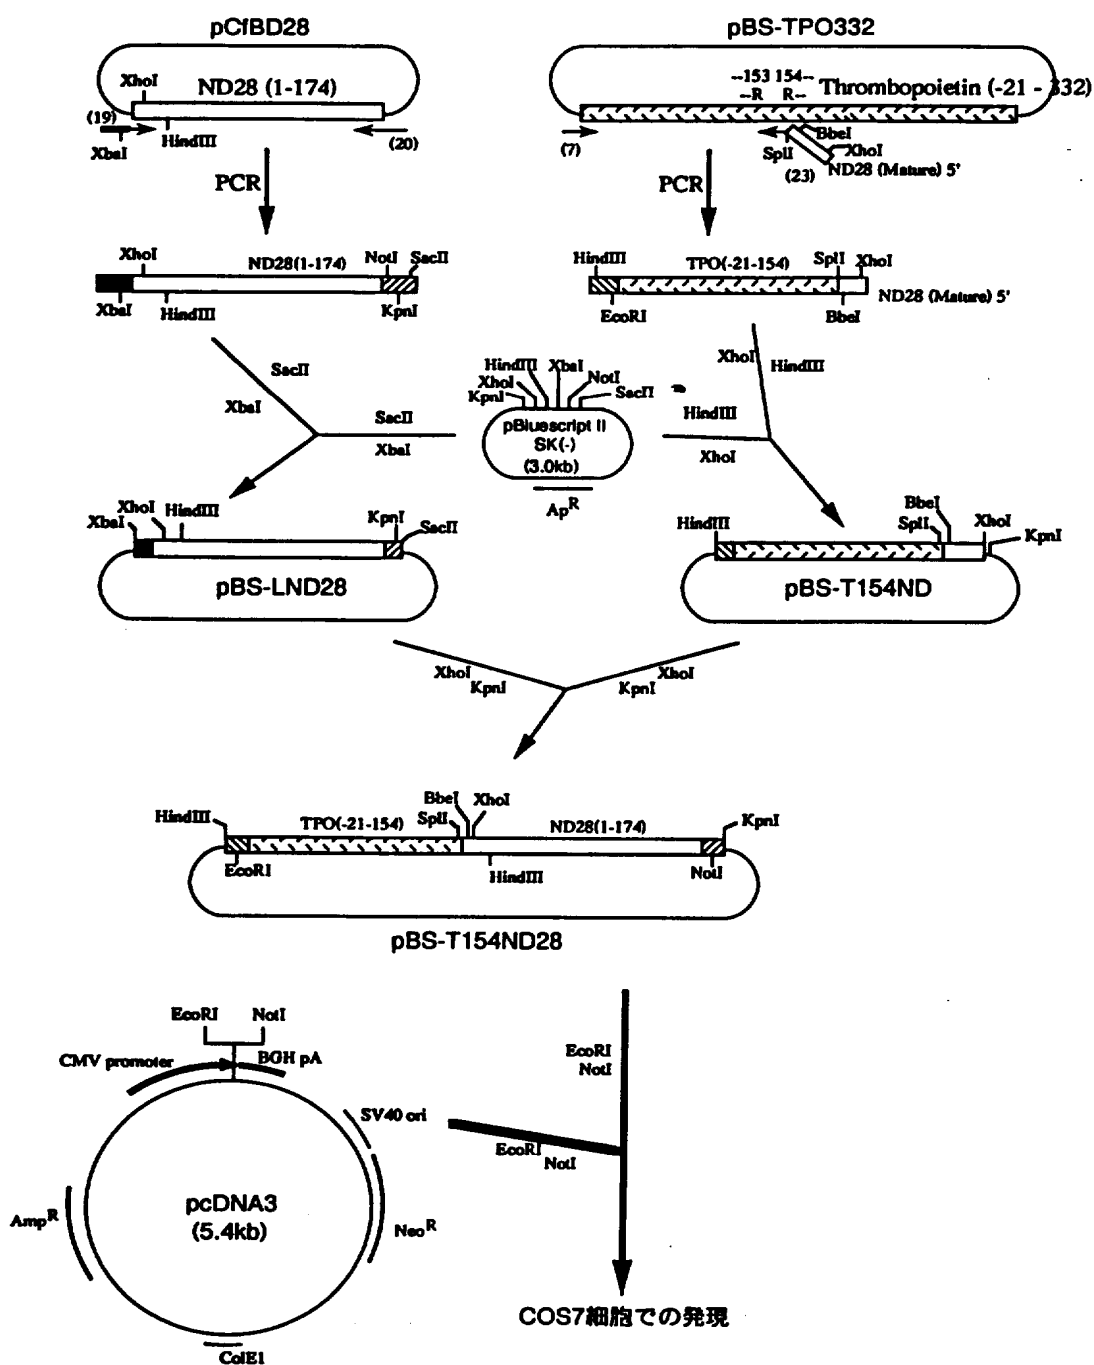 pCfBD28
pBS-TPO332
XhoI
ND28 (1-174)
--153 154--
--R R--
Thrombopoietin (-21 - 332)
(19)
XbaI
HindIII
(20)
(7)
SplI
BbeI
XhoI
(23)
ND28 (Mature) 5'
PCR
PCR
XhoI
ND28(1-174)
NotI
SacII
XbaI
HindIII
KpnI
HindIII
TPO(-21-154)
SplI
XhoI
EcoRI
BbeI
ND28 (Mature) 5'
SacII
XbaI
SacII
XbaI
HindIII
XbaI
XhoI
NotI
KpnI
SacII
pBluescript II
SK(-)
(3.0kb)
ApR
XhoI
HindIII
HindIII
XhoI
XbaI
XhoI
HindIII
KpnI
SacII
pBS-LND28
HindIII
BbeI
SplI
XhoI
KpnI
pBS-T154ND
XhoI
KpnI
XhoI
KpnI
HindIII
TPO(-21-154)
BbeI
SplI
XhoI
ND28(1-174)
KpnI
EcoRI
HindIII
NotI
pBS-T154ND28
EcoRI
NotI
CMV promoter
BGH pA
SV40 ori
AmpR
pcDNA3
(5.4kb)
NeoR
ColE1
EcoRI
NotI
EcoRI
NotI
COS7細胞での発現